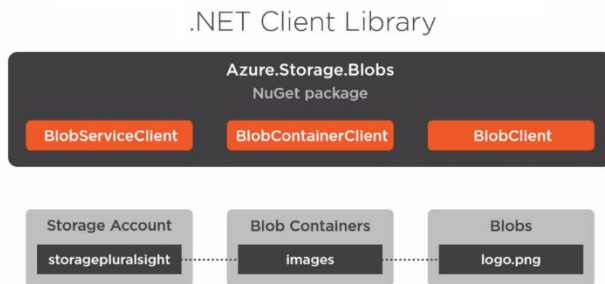 .NET Client Library
Azure.Storage.Blobs
NuGet package
BlobServiceClient BlobContainerClient BlobClient
Storage Account Blob Containers Blobs
storagepluralsight images logo.png